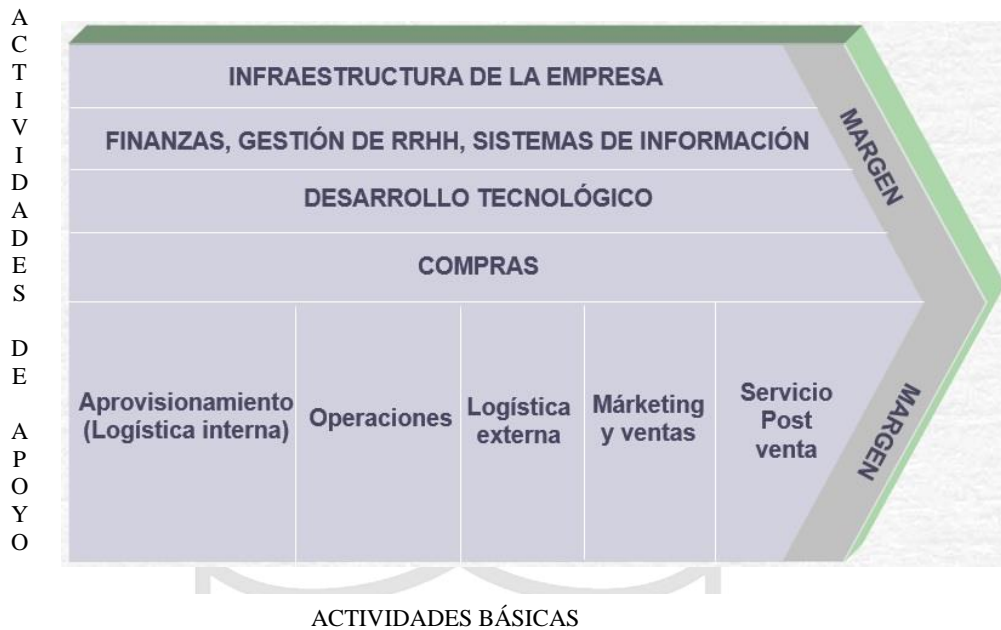 ACTIVIDADES DE APOYO
INFRAESTRUCTURA DE LA EMPRESA
FINANZAS, GESTIÓN DE RRHH, SISTEMAS DE INFORMACIÓN
DESARROLLO TECNOLÓGICO
COMPRAS
MARGEN
Aprovisionamiento
(Logística interna)
Operaciones
Logística
externa
Márketing
y ventas
Servicio
Post
venta
MARGEN
ACTIVIDADES BÁSICAS